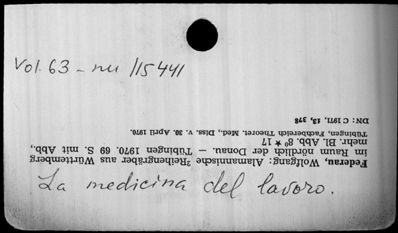 Vol. 63 - nu /15441
La medicina del lavoro.
Federau, Wolfgang: Alamannische ²Reihengräber aus Württemberg
im Raum nördlich der Donau. — Tübingen 1970. 69 S. mit Abb.,
mehr. Bl. Abb. 8° ★ 17
Tübingen, Fachbereich Theoret. Med., Diss. v. 30. April 1970.
DN: C 1971, 13, 378